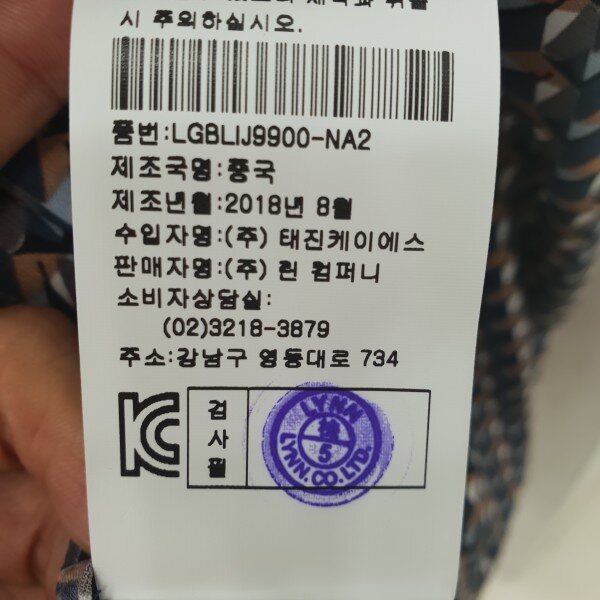 시 주의하십시오.
품번:LGBLIJ9900-NA2
제조국명:중국
제조년월:2018년 8월
수입자명:(주) 태진케이에스
판매자명:(주) 린 컴퍼니
소비자상담실:
(02)3218-3879
주소:강남구 영동대로 734
KC
검사필
LYNN
検
5
LYNN.CO.LTD.